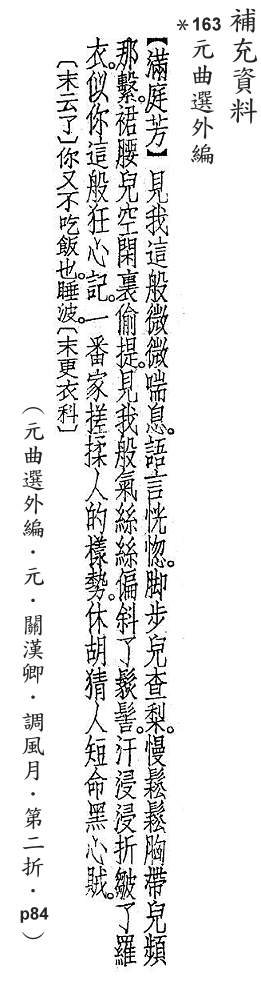 補充資料
*163
元曲選外編
【滿庭芳】見我這般微微喘息。語言恍惚。脚步兒查梨。慢鬆鬆胸帶兒頻
那繫裙腰兒空閑裏偷提。見我般氣絲絲偏斜了鬏髻。汗浸浸折皺了羅
衣。似你這般狂心記。一番家搓揉人的樣勢。休胡猜人短命黑心賊。
〔末云了〕你又不吃飯也。睡波。〔末更衣科〕
（元曲選外編・元・關漢卿・調風月・第二折・p84）